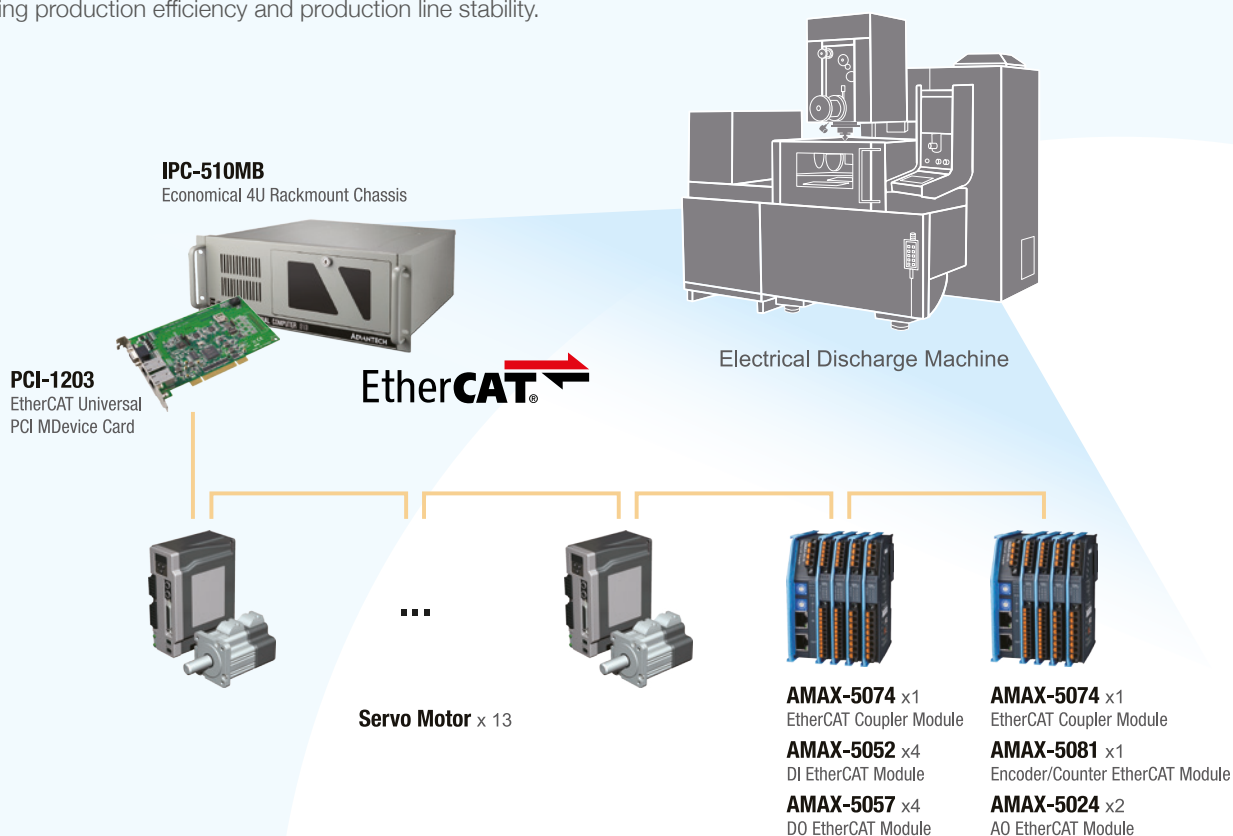 ing production efficiency and production line stability.
IPC-510MB
Economical 4U Rackmount Chassis
ADVANTECH
PCI-1203
EtherCAT Universal
PCI MDevice Card
EtherCAT®
Electrical Discharge Machine
...
Servo Motor x 13
AMAX-5074 x1
EtherCAT Coupler Module
AMAX-5052 x4
DI EtherCAT Module
AMAX-5057 x4
DO EtherCAT Module
AMAX-5074 x1
EtherCAT Coupler Module
AMAX-5081 x1
Encoder/Counter EtherCAT Module
AMAX-5024 x2
AO EtherCAT Module